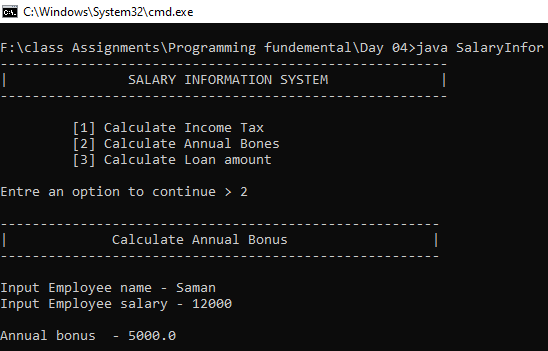 C:\Windows\System32\cmd.exe
F:\class Assignments\Programming fundemental\Day 04>java SalaryInfor
--------------------------------------------------------
|               SALARY INFORMATION SYSTEM              |
--------------------------------------------------------
[1] Calculate Income Tax
[2] Calculate Annual Bones
[3] Calculate Loan amount
Entre an option to continue > 2
-------------------------------------------------------
|             Calculate Annual Bonus                  |
-------------------------------------------------------
Input Employee name - Saman
Input Employee salary - 12000
Annual bonus  - 5000.0